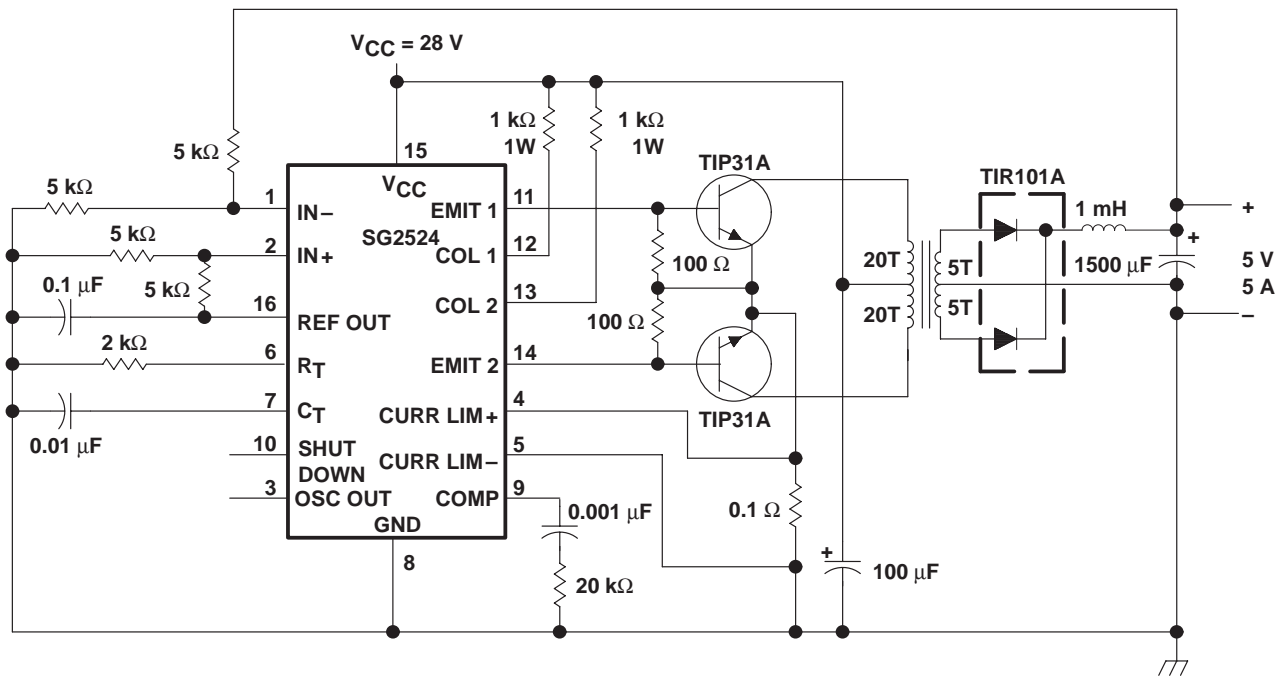 V_CC = 28 V
1 kΩ
1W
1 kΩ
1W
5 kΩ
15
TIP31A
TIR101A
V_CC
5 kΩ
1
IN−
EMIT 1
11
1 mH
+
SG2524
5 kΩ
2
IN+
COL 1
12
100 Ω
20T
5T
1500 µF
+
5 V
5 A
0.1 µF
5 kΩ
16
REF OUT
COL 2
13
100 Ω
20T
5T
−
2 kΩ
6
R_T
EMIT 2
14
7
C_T
CURR LIM+
4
TIP31A
0.01 µF
10
SHUT
DOWN
CURR LIM−
5
3
OSC OUT
COMP
9
0.001 µF
0.1 Ω
GND
8
20 kΩ
+
100 µF